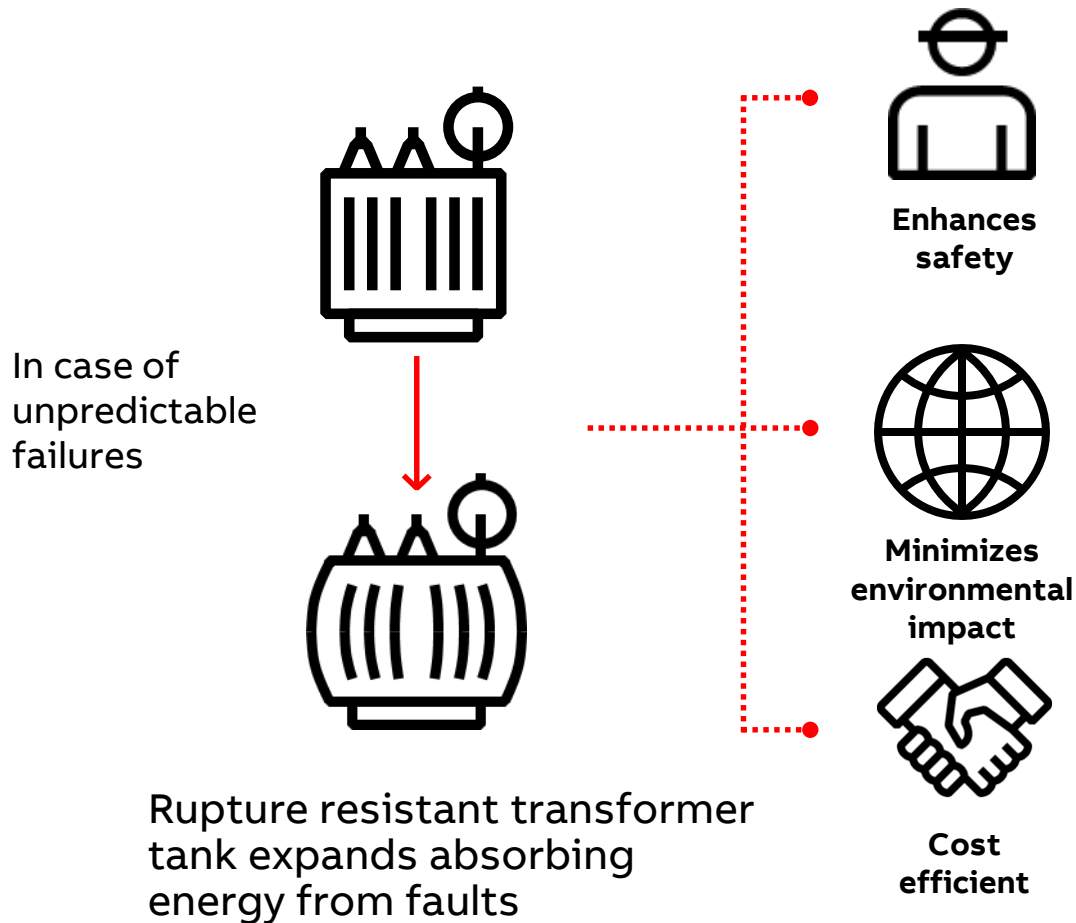 In case of
unpredictable
failures
Rupture resistant transformer
tank expands absorbing
energy from faults
Enhances
safety
Minimizes
environmental
impact
Cost
efficient